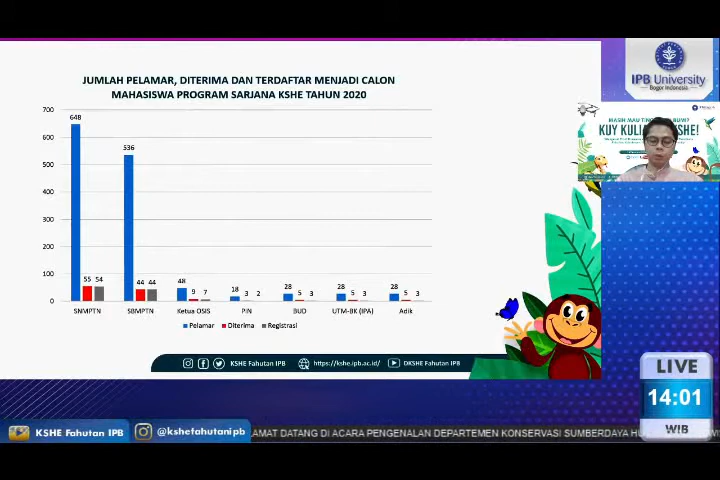 JUMLAH PELAMAR, DITERIMA DAN TERDAFTAR MENJADI CALON
MAHASISWA PROGRAM SARJANA KSHE TAHUN 2020
700
600
500
400
300
200
100
0
648
55
54
536
44
44
48
9
7
18
3
2
28
5
3
28
5
3
28
5
3
SNMPTN
SBMPTN
Ketua OSIS
PIN
BUD
UTM-BK (IPA)
Adik
Pelamar
Diterima
Registrasi
KSHE Fahutan IPB
https://kshe.ipb.ac.id/
DKSHE Fahutan IPB
IPB University
Bogor Indonesia
LIVE
14:01
WIB
KSHE Fahutan IPB
@kshefahutanipb
AMAT DATANG DI ACARA PENGENALAN DEPARTEMEN KONSERVASI SUMBERDAYA